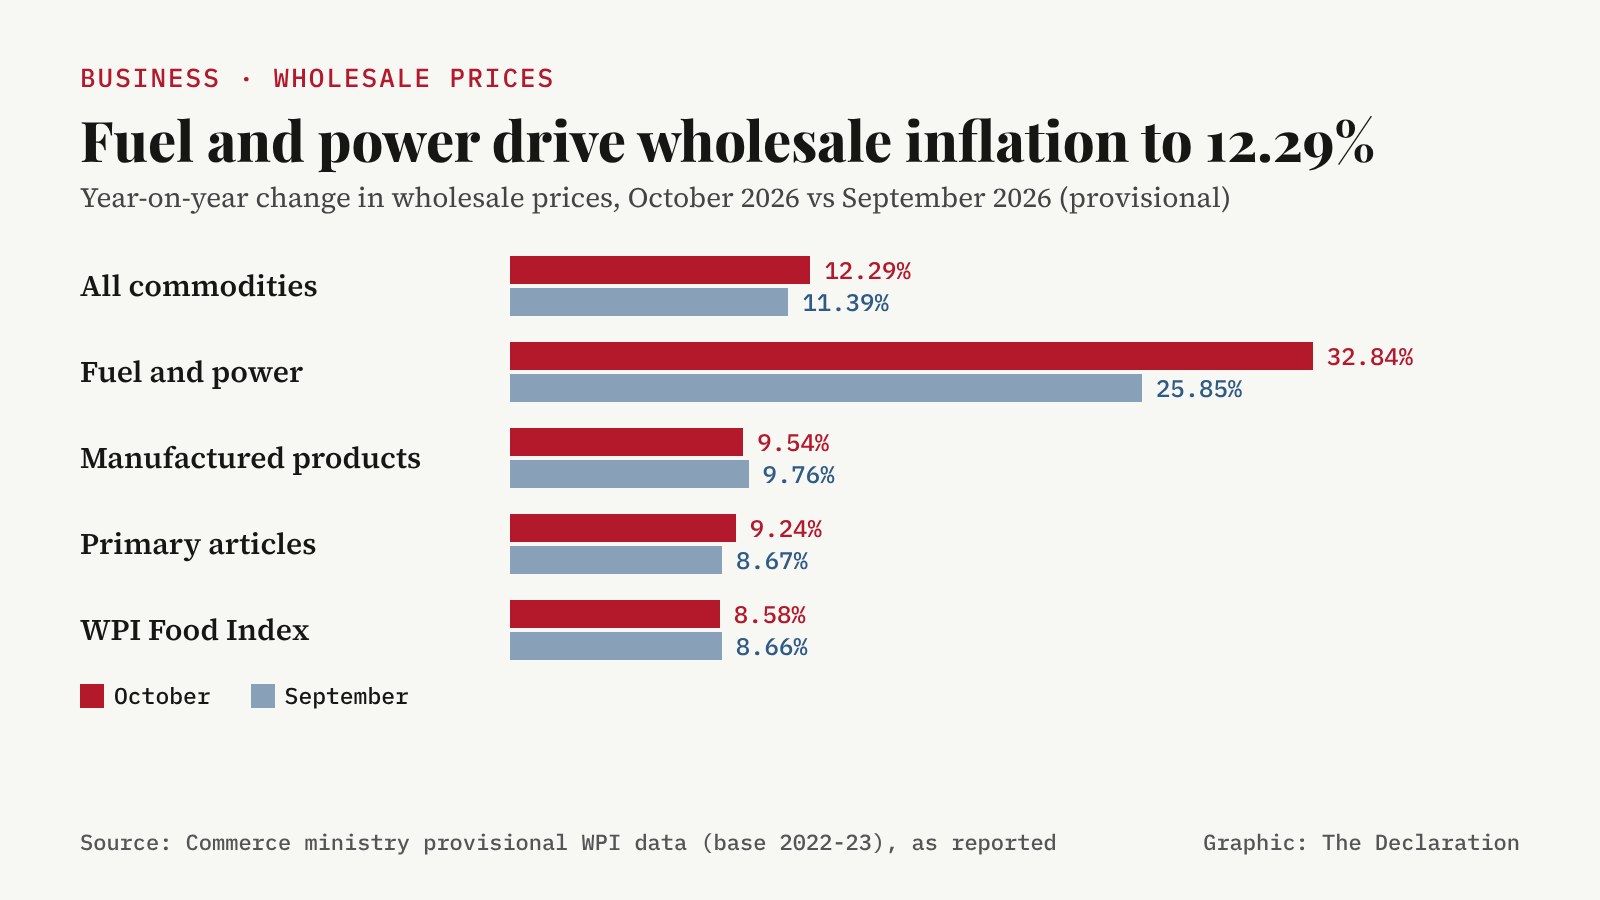 BUSINESS · WHOLESALE PRICES
Fuel and power drive wholesale inflation to 12.29%
Year-on-year change in wholesale prices, October 2026 vs September 2026 (provisional)
All commodities
12.29%
11.39%
Fuel and power
32.84%
25.85%
Manufactured products
9.54%
9.76%
Primary articles
9.24%
8.67%
WPI Food Index
8.58%
8.66%
October September
Source: Commerce ministry provisional WPI data (base 2022-23), as reported
Graphic: The Declaration